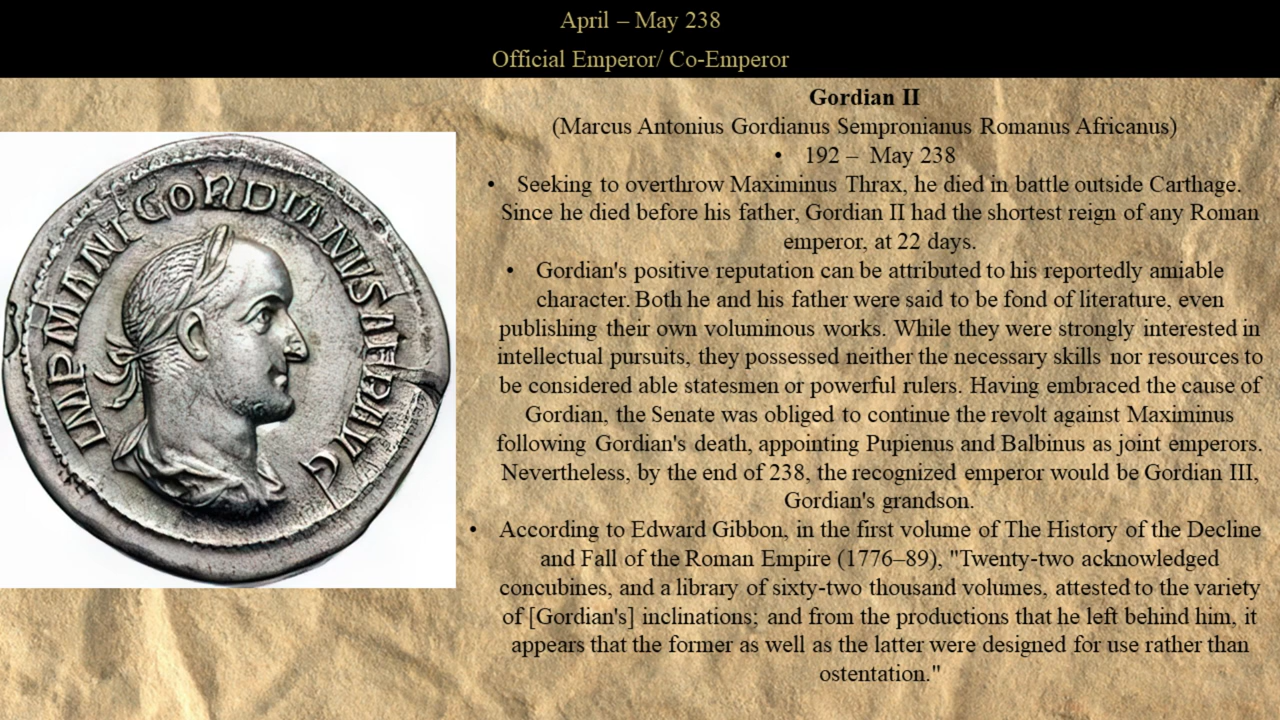 April – May 238
Official Emperor/ Co-Emperor
Gordian II
(Marcus Antonius Gordianus Sempronianus Romanus Africanus)
• 192 – May 238
• Seeking to overthrow Maximinus Thrax, he died in battle outside Carthage.
Since he died before his father, Gordian II had the shortest reign of any Roman
emperor, at 22 days.
• Gordian's positive reputation can be attributed to his reportedly amiable
character. Both he and his father were said to be fond of literature, even
publishing their own voluminous works. While they were strongly interested in
intellectual pursuits, they possessed neither the necessary skills nor resources to
be considered able statesmen or powerful rulers. Having embraced the cause of
Gordian, the Senate was obliged to continue the revolt against Maximinus
following Gordian's death, appointing Pupienus and Balbinus as joint emperors.
Nevertheless, by the end of 238, the recognized emperor would be Gordian III,
Gordian's grandson.
• According to Edward Gibbon, in the first volume of The History of the Decline
and Fall of the Roman Empire (1776–89), "Twenty-two acknowledged
concubines, and a library of sixty-two thousand volumes, attested to the variety
of [Gordian's] inclinations; and from the productions that he left behind him, it
appears that the former as well as the latter were designed for use rather than
ostentation."
IMP M ANT GORDIANVS AFR AVG